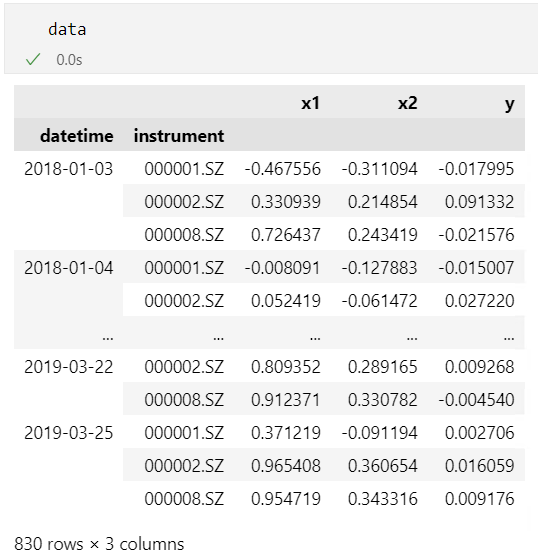 data
0.0s
x1 x2 y
datetime instrument
2018-01-03 000001.SZ -0.467556 -0.311094 -0.017995
000002.SZ 0.330939 0.214854 0.091332
000008.SZ 0.726437 0.243419 -0.021576
2018-01-04 000001.SZ -0.008091 -0.127883 -0.015007
000002.SZ 0.052419 -0.061472 0.027220
... ... ... ... ...
2019-03-22 000002.SZ 0.809352 0.289165 0.009268
000008.SZ 0.912371 0.330782 -0.004540
2019-03-25 000001.SZ 0.371219 -0.091194 0.002706
000002.SZ 0.965408 0.360654 0.016059
000008.SZ 0.954719 0.343316 0.009176
830 rows × 3 columns